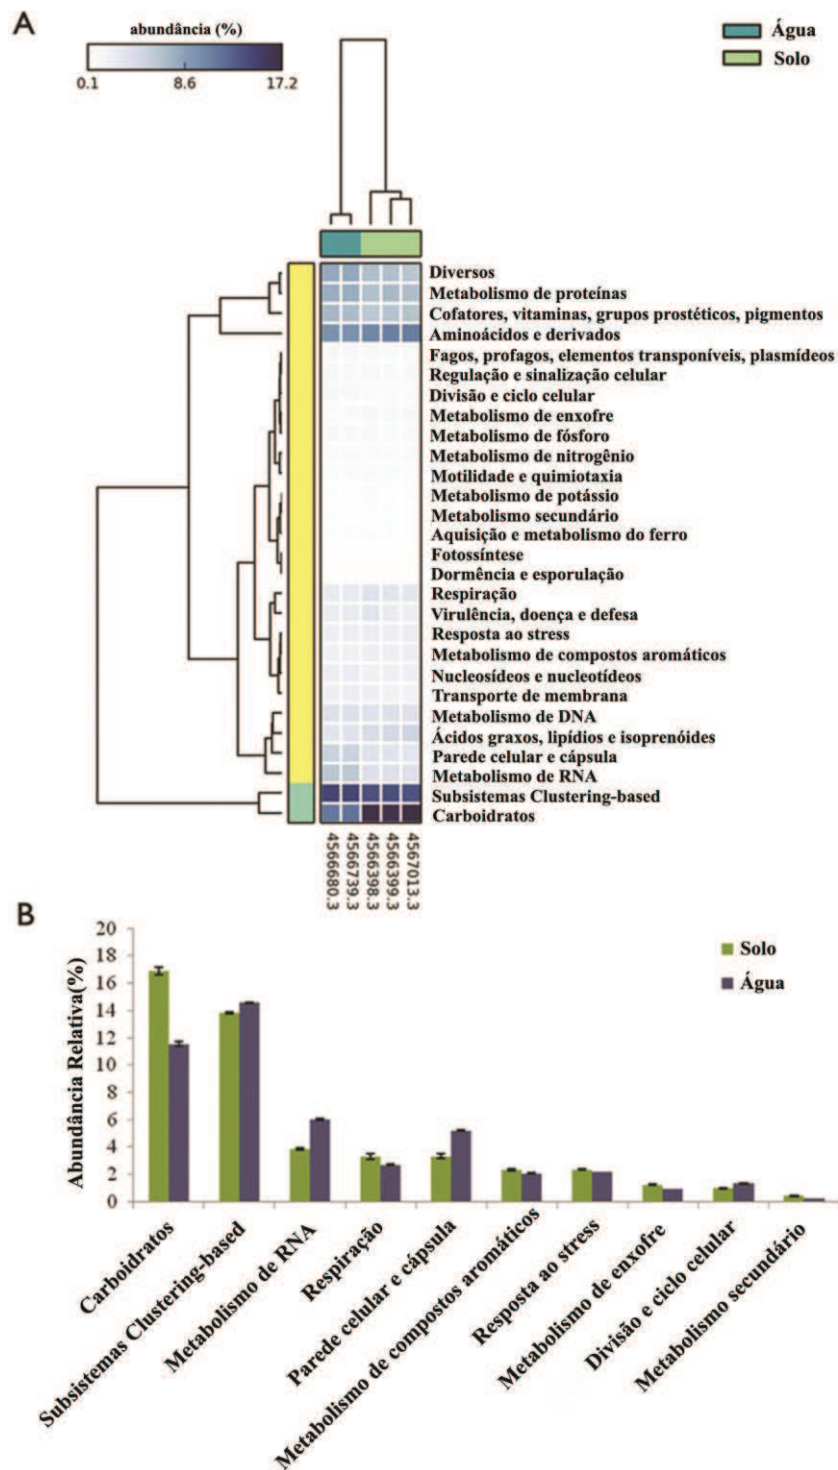 A
abundância (%)
0.1 8.6 17.2
Água
Solo
Diversos
Metabolismo de proteínas
Cofatores, vitaminas, grupos prostéticos, pigmentos
Aminoácidos e derivados
Fagos, profagos, elementos transponíveis, plasmídeos
Regulação e sinalização celular
Divisão e ciclo celular
Metabolismo de enxofre
Metabolismo de fósforo
Metabolismo de nitrogênio
Motilidade e quimiotaxia
Metabolismo de potássio
Metabolismo secundário
Aquisição e metabolismo do ferro
Fotossíntese
Dormência e esporulação
Respiração
Virulência, doença e defesa
Resposta ao stress
Metabolismo de compostos aromáticos
Nucleosídeos e nucleotídeos
Transporte de membrana
Metabolismo de DNA
Ácidos graxos, lipídios e isoprenóides
Parede celular e cápsula
Metabolismo de RNA
Subsistemas Clustering-based
Carboidratos
4566680.3
4566739.3
4566398.3
4566399.3
4567013.3
B
Abundância Relativa(%)
20
18
16
14
12
10
8
6
4
2
0
Solo
Água
Carboidratos
Subsistemas Clustering-based
Metabolismo de RNA
Respiração
Parede celular e cápsula
Metabolismo de compostos aromáticos
Resposta ao stress
Metabolismo de enxofre
Divisão e ciclo celular
Metabolismo secundário